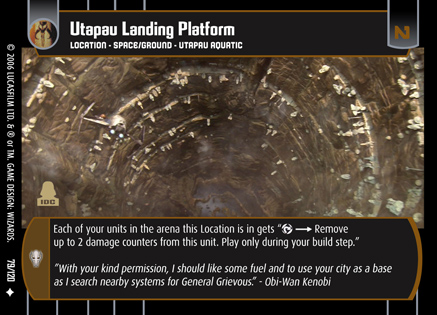 Utapau Landing Platform
LOCATION - SPACE/GROUND - UTAPAU AQUATIC
N
IDC
Each of your units in the arena this Location is in gets “ → Remove
up to 2 damage counters from this unit. Play only during your build step.”
“With your kind permission, I should like some fuel and to use your city as a base
as I search nearby systems for General Grievous.” - Obi-Wan Kenobi
© 2006 LUCASFILM LTD. & ® or TM. GAME DESIGN: WIZARDS.